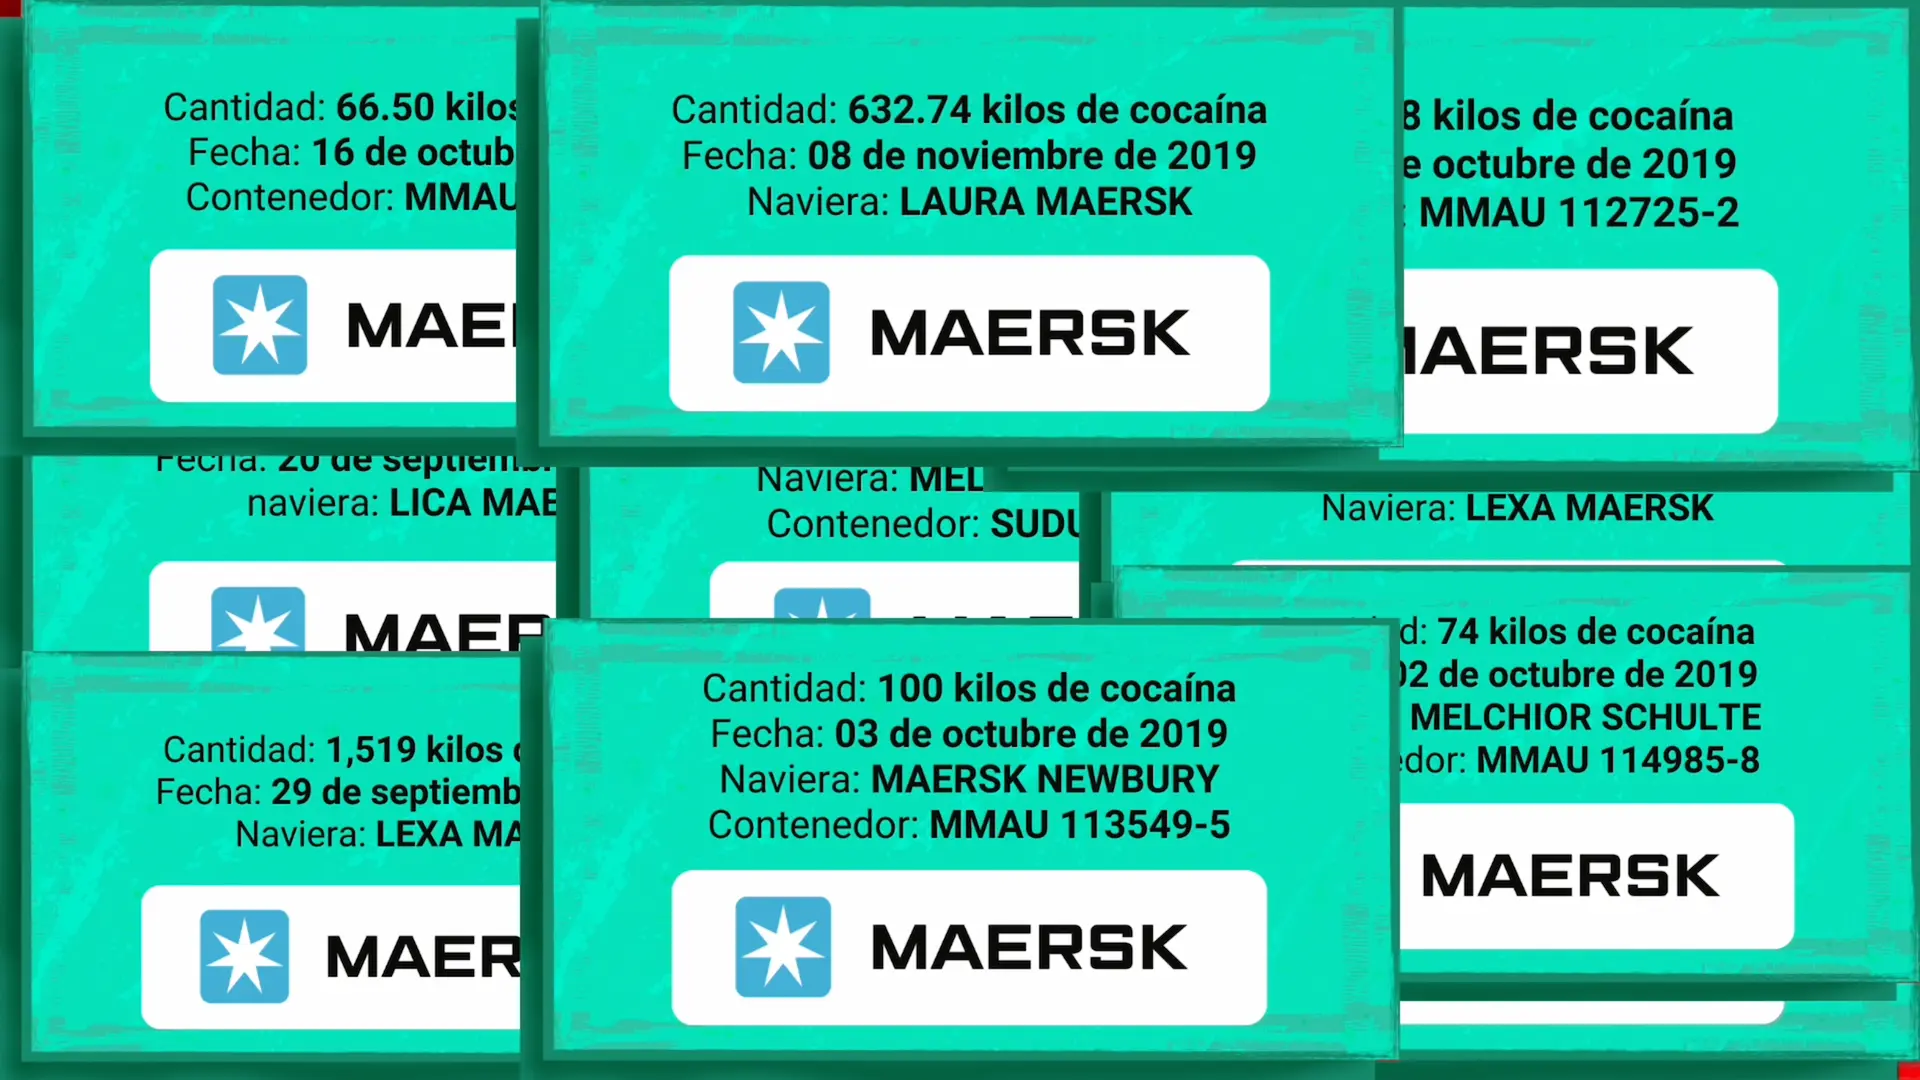 Cantidad: 66.50 kilos
Fecha: 16 de octub
Contenedor: MMAU
MAE
Cantidad: 632.74 kilos de cocaína
Fecha: 08 de noviembre de 2019
Naviera: LAURA MAERSK
MAERSK
8 kilos de cocaína
e octubre de 2019
: MMAU 112725-2
MAERSK
Fecha: 20 de septiemb
naviera: LICA MAE
MAER
Naviera: MEL
Contenedor: SUDU
Naviera: LEXA MAERSK
Cantidad: 1,519 kilos
Fecha: 29 de septiemb
Naviera: LEXA MA
MAER
Cantidad: 100 kilos de cocaína
Fecha: 03 de octubre de 2019
Naviera: MAERSK NEWBURY
Contenedor: MMAU 113549-5
MAERSK
d: 74 kilos de cocaína
02 de octubre de 2019
MELCHIOR SCHULTE
edor: MMAU 114985-8
MAERSK